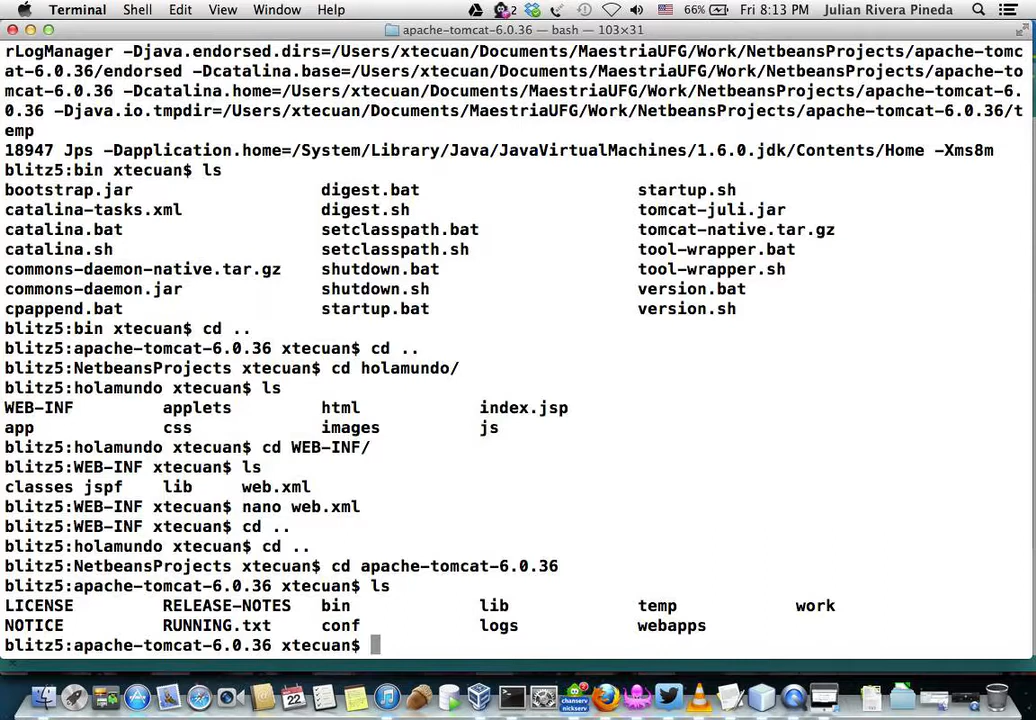 Terminal Shell Edit View Window Help 2 66% Fri 8:13 PM Julian Rivera Pineda
apache-tomcat-6.0.36 — bash — 103×31
rLogManager -Djava.endorsed.dirs=/Users/xtecuan/Documents/MaestriaUFG/Work/NetbeansProjects/apache-tomc
at-6.0.36/endorsed -Dcatalina.base=/Users/xtecuan/Documents/MaestriaUFG/Work/NetbeansProjects/apache-to
mcat-6.0.36 -Dcatalina.home=/Users/xtecuan/Documents/MaestriaUFG/Work/NetbeansProjects/apache-tomcat-6.
0.36 -Djava.io.tmpdir=/Users/xtecuan/Documents/MaestriaUFG/Work/NetbeansProjects/apache-tomcat-6.0.36/t
emp
18947 Jps -Dapplication.home=/System/Library/Java/JavaVirtualMachines/1.6.0.jdk/Contents/Home -Xms8m
blitz5:bin xtecuan$ ls
bootstrap.jar digest.bat startup.sh
catalina-tasks.xml digest.sh tomcat-juli.jar
catalina.bat setclasspath.bat tomcat-native.tar.gz
catalina.sh setclasspath.sh tool-wrapper.bat
commons-daemon-native.tar.gz shutdown.bat tool-wrapper.sh
commons-daemon.jar shutdown.sh version.bat
cpappend.bat startup.bat version.sh
blitz5:bin xtecuan$ cd ..
blitz5:apache-tomcat-6.0.36 xtecuan$ cd ..
blitz5:NetbeansProjects xtecuan$ cd holamundo/
blitz5:holamundo xtecuan$ ls
WEB-INF applets html index.jsp
app css images js
blitz5:holamundo xtecuan$ cd WEB-INF/
blitz5:WEB-INF xtecuan$ ls
classes jspf lib web.xml
blitz5:WEB-INF xtecuan$ nano web.xml
blitz5:WEB-INF xtecuan$ cd ..
blitz5:holamundo xtecuan$ cd ..
blitz5:NetbeansProjects xtecuan$ cd apache-tomcat-6.0.36
blitz5:apache-tomcat-6.0.36 xtecuan$ ls
LICENSE RELEASE-NOTES bin lib temp work
NOTICE RUNNING.txt conf logs webapps
blitz5:apache-tomcat-6.0.36 xtecuan$